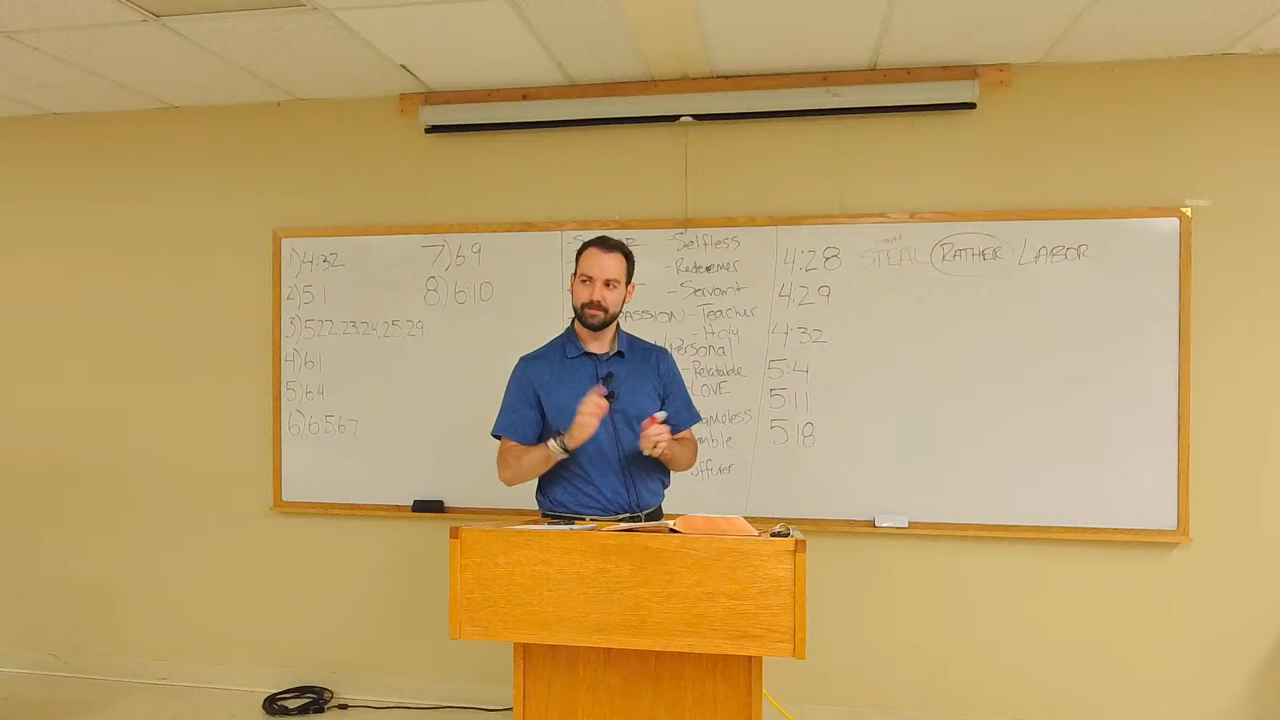 1) 4:32
2) 5:1
3) 5:22,23,24,25,29
4) 6:1
5) 6:4
6) 6:5,6,7
7) 6:9
8) 6:10
-Selfless
-Redeemer
-Servant
PASSION -Teacher
-Holy
Personal
-Relatable
-LOVE
4:28 STEAL RATHER LABOR
4:29
4:32
5:4
5:11
5:18